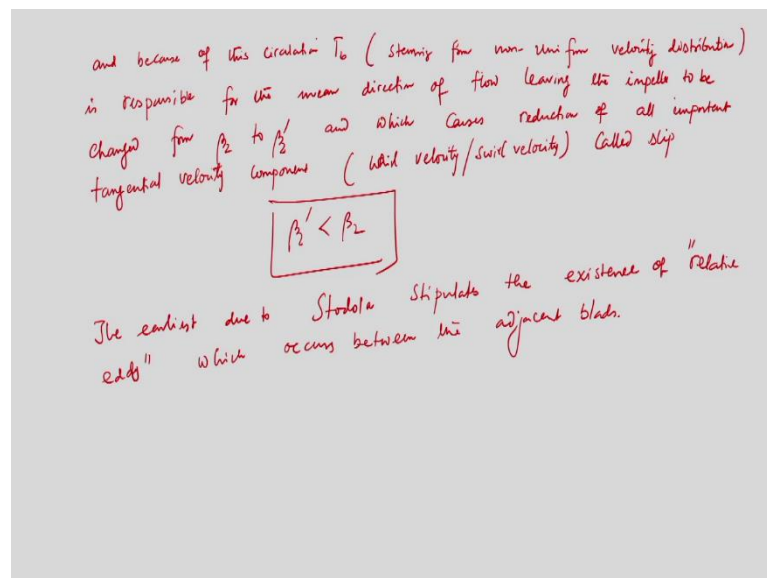 and because of this circulation Γb ( stemming from non-uniform velocity distribution )
is responsible for the mean direction of flow leaving the impeller to be
changed from β2 to β2' and which causes reduction of all important
tangential velocity component ( whirl velocity/swirl velocity) called slip
β2' < β2
The earliest due to Stodola stipulates the existence of "relative
eddy" which occurs between the adjacent blads.